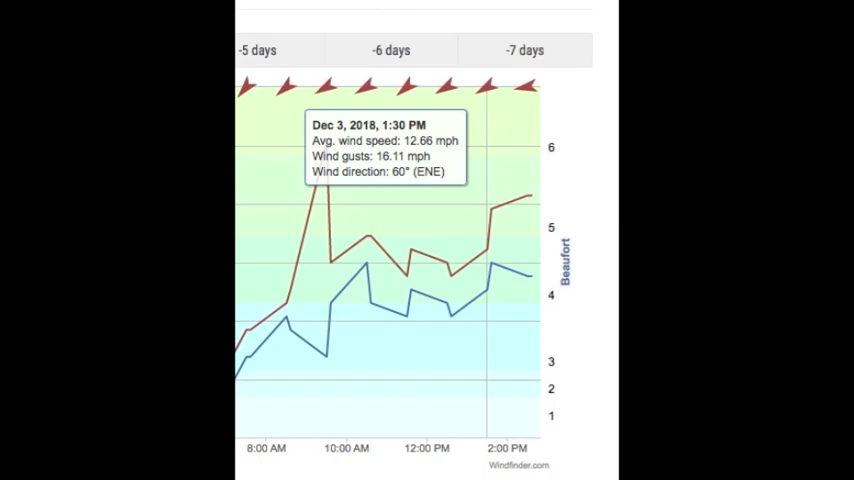 -5 days -6 days -7 days
Dec 3, 2018, 1:30 PM
Avg. wind speed: 12.66 mph
Wind gusts: 16.11 mph
Wind direction: 60° (ENE)
6
5
4
3
2
1
Beaufort
8:00 AM 10:00 AM 12:00 PM 2:00 PM
Windfinder.com